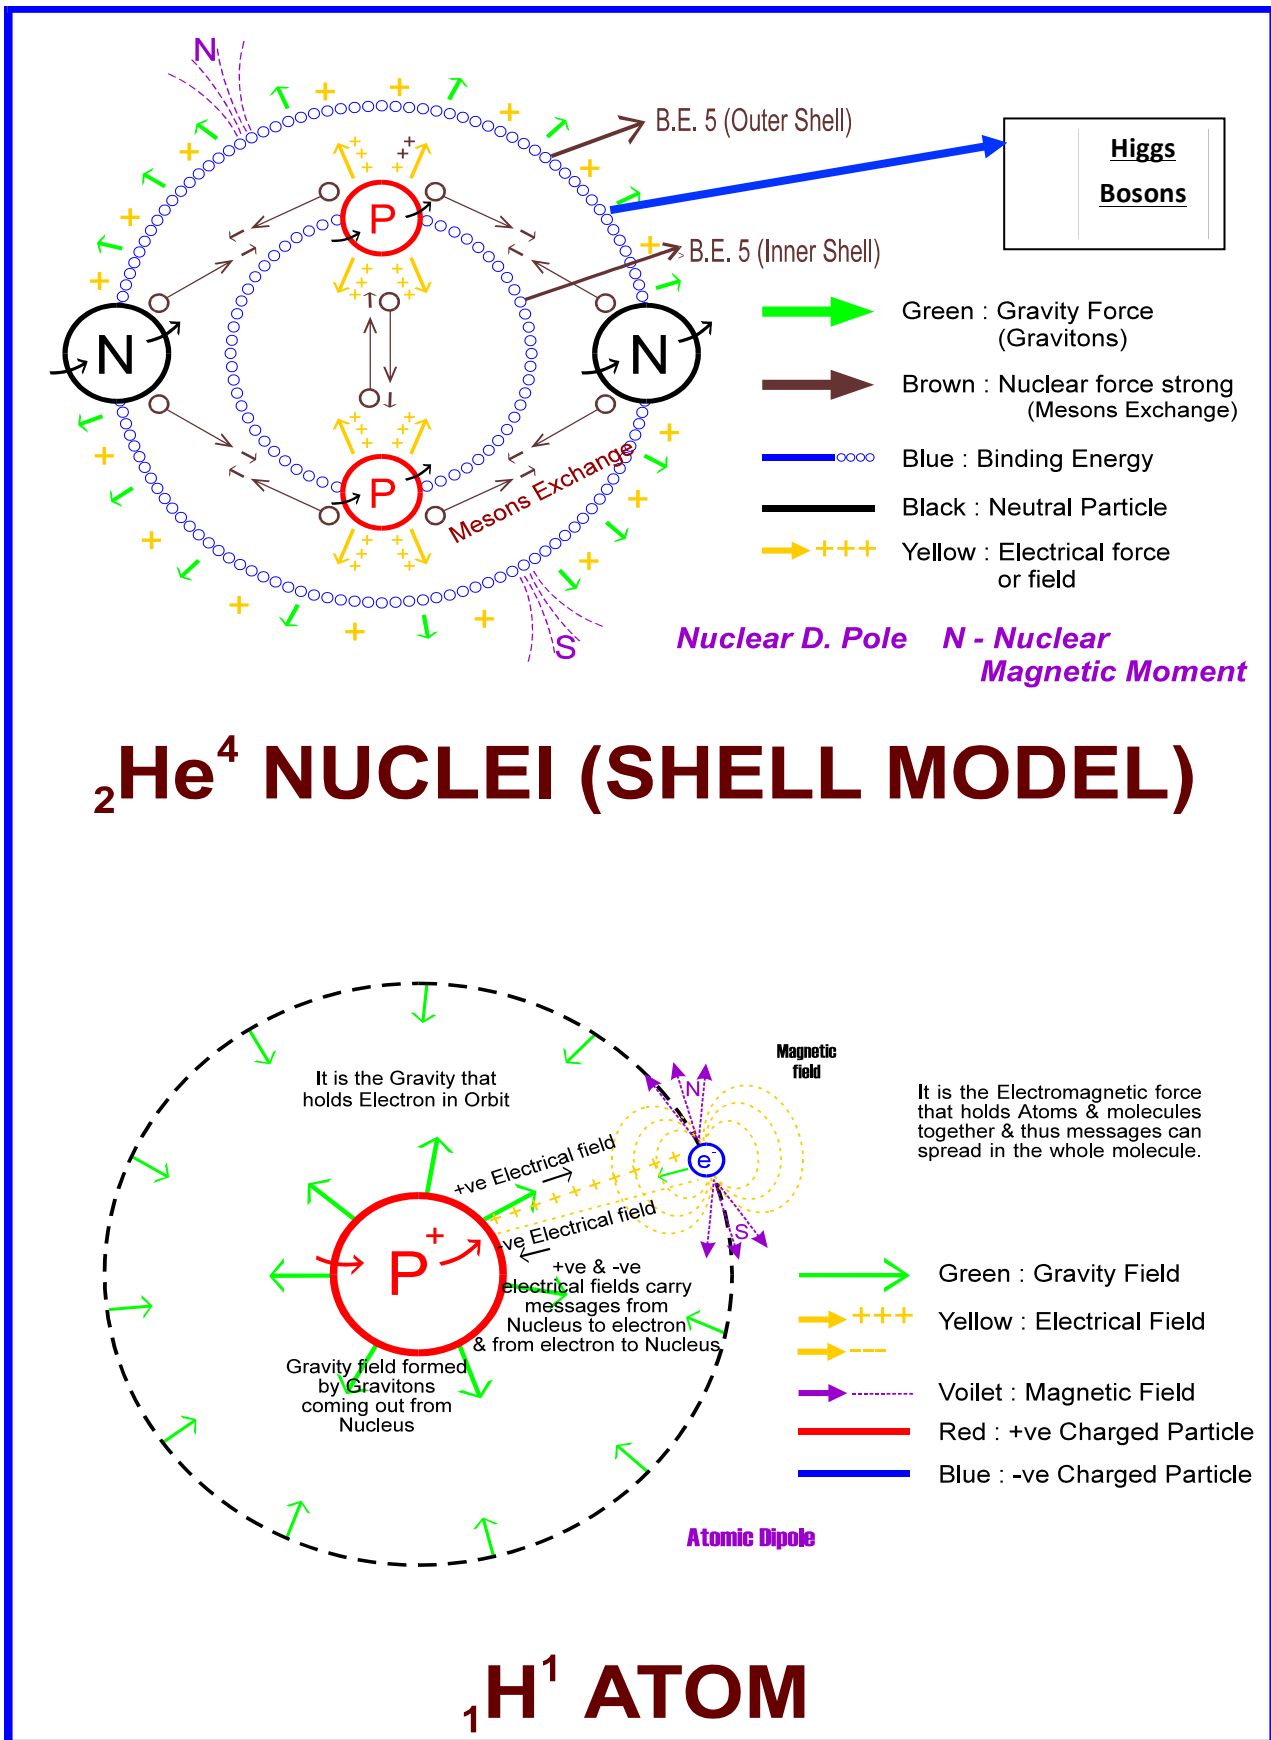 N
B.E. 5 (Outer Shell)
Higgs
Bosons
P
B.E. 5 (Inner Shell)
N
N
Green : Gravity Force
(Gravitons)
Brown : Nuclear force strong
(Mesons Exchange)
Blue : Binding Energy
Black : Neutral Particle
Yellow : Electrical force
or field
P
Mesons Exchange
S
Nuclear D. Pole N - Nuclear
Magnetic Moment
₂He⁴ NUCLEI (SHELL MODEL)
Magnetic
field
It is the Gravity that
holds Electron in Orbit
N
It is the Electromagnetic force
that holds Atoms & molecules
together & thus messages can
spread in the whole molecule.
e⁻
+ve Electrical field
-ve Electrical field
S
P⁺
+ve & -ve
electrical fields carry
messages from
Nucleus to electron
& from electron to Nucleus
Gravity field formed
by Gravitons
coming out from
Nucleus
Green : Gravity Field
+++ Yellow : Electrical Field
---
Voilet : Magnetic Field
Red : +ve Charged Particle
Blue : -ve Charged Particle
Atomic Dipole
₁H¹ ATOM